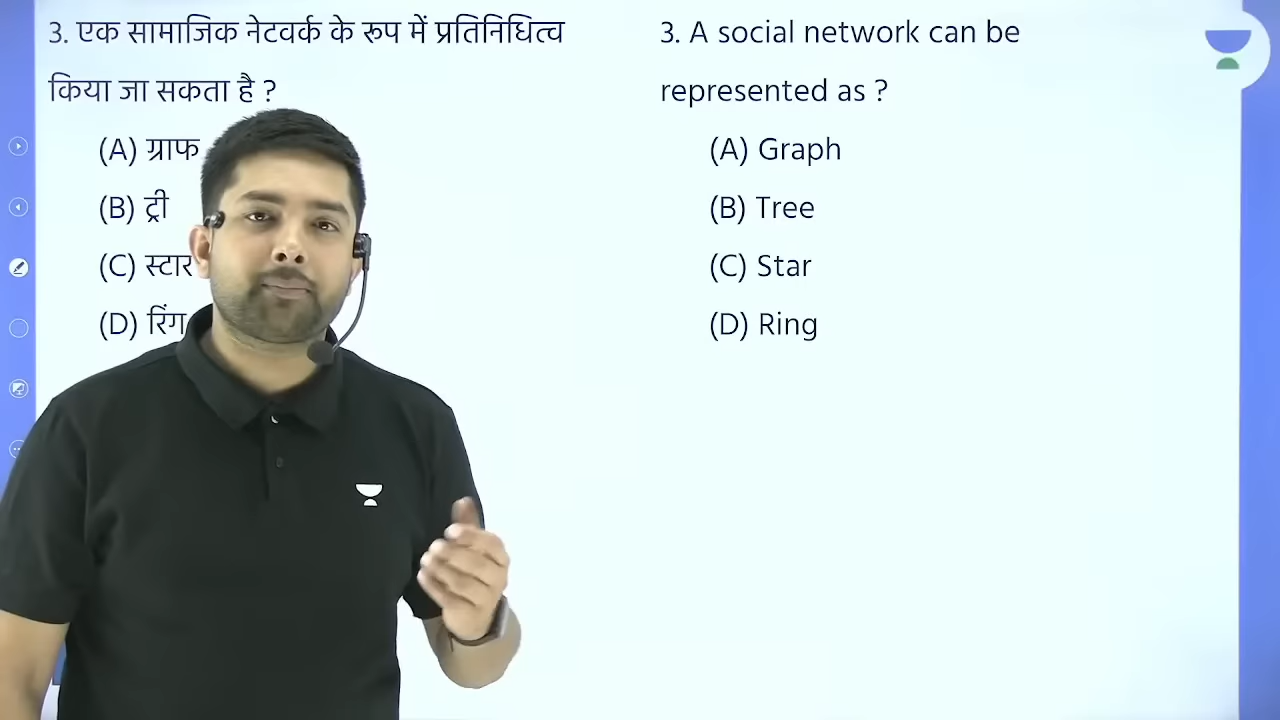 3. एक सामाजिक नेटवर्क के रूप में प्रतिनिधित्व
किया जा सकता है ?
(A) ग्राफ
(B) ट्री
(C) स्टार
(D) रिंग
3. A social network can be
represented as ?
(A) Graph
(B) Tree
(C) Star
(D) Ring